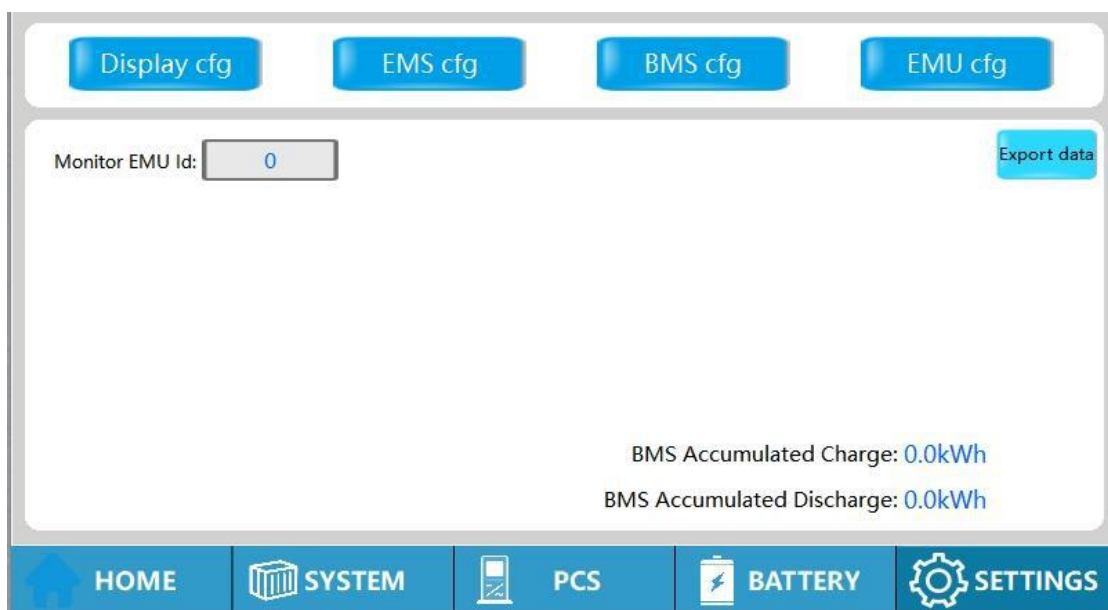 Display cfg EMS cfg BMS cfg EMU cfg
Monitor EMU Id: 0 Export data
BMS Accumulated Charge: 0.0kWh
BMS Accumulated Discharge: 0.0kWh
HOME SYSTEM PCS BATTERY SETTINGS